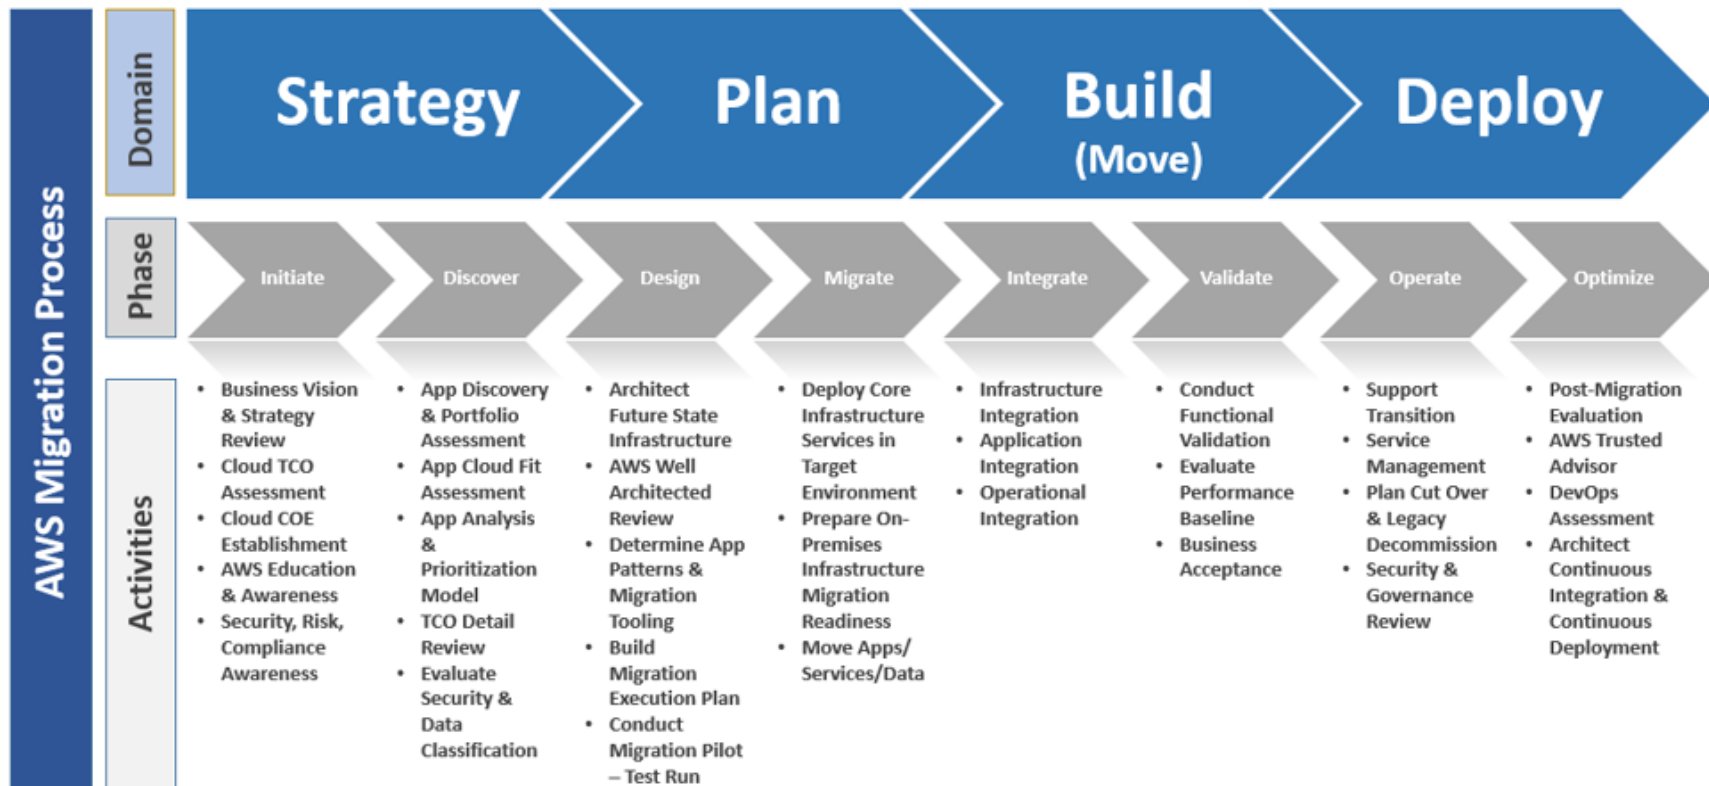 AWS Migration Process
Domain
Strategy
Plan
Build
(Move)
Deploy
Phase
Initiate
Discover
Design
Migrate
Integrate
Validate
Operate
Optimize
Activities
• Business Vision
& Strategy
Review
• Cloud TCO
Assessment
• Cloud COE
Establishment
• AWS Education
& Awareness
• Security, Risk,
Compliance
Awareness
• App Discovery
& Portfolio
Assessment
• App Cloud Fit
Assessment
• App Analysis
&
Prioritization
Model
• TCO Detail
Review
• Evaluate
Security &
Data
Classification
• Architect
Future State
Infrastructure
• AWS Well
Architected
Review
• Determine App
Patterns &
Migration
Tooling
• Build
Migration
Execution Plan
• Conduct
Migration Pilot
– Test Run
• Deploy Core
Infrastructure
Services in
Target
Environment
• Prepare On-
Premises
Infrastructure
Migration
Readiness
• Move Apps/
Services/Data
• Infrastructure
Integration
• Application
Integration
• Operational
Integration
• Conduct
Functional
Validation
• Evaluate
Performance
Baseline
• Business
Acceptance
• Support
Transition
• Service
Management
• Plan Cut Over
& Legacy
Decommission
• Security &
Governance
Review
• Post-Migration
Evaluation
• AWS Trusted
Advisor
• DevOps
Assessment
• Architect
Continuous
Integration &
Continuous
Deployment